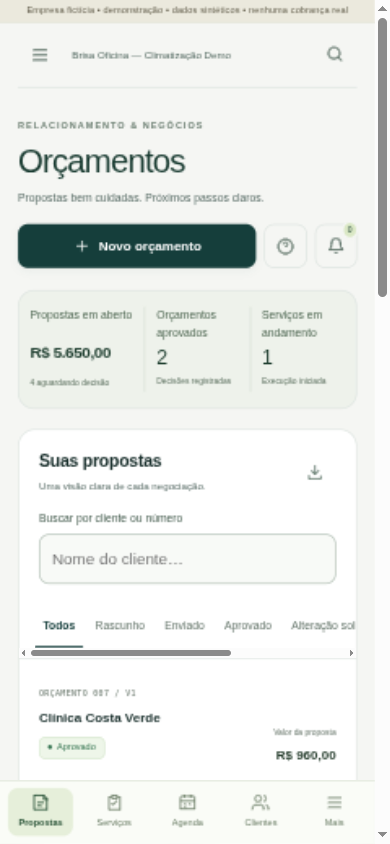 Empresa fictícia • demonstração • dados sintéticos • nenhuma cobrança real
Brisa Oficina — Climatização Demo
RELACIONAMENTO & NEGÓCIOS
Orçamentos
Propostas bem cuidadas. Próximos passos claros.
+ Novo orçamento
0
Propostas em aberto
R$ 5.650,00
4 aguardando decisão
Orçamentos
aprovados
2
Decisões registradas
Serviços em
andamento
1
Execução iniciada
Suas propostas
Uma visão clara de cada negociação.
Buscar por cliente ou número
Nome do cliente...
Todos Rascunho Enviado Aprovado Alteração sol
ORÇAMENTO 007 / V1
Clínica Costa Verde
• Aprovado
Valor da proposta
R$ 960,00
Propostas Serviços Agenda Clientes Mais